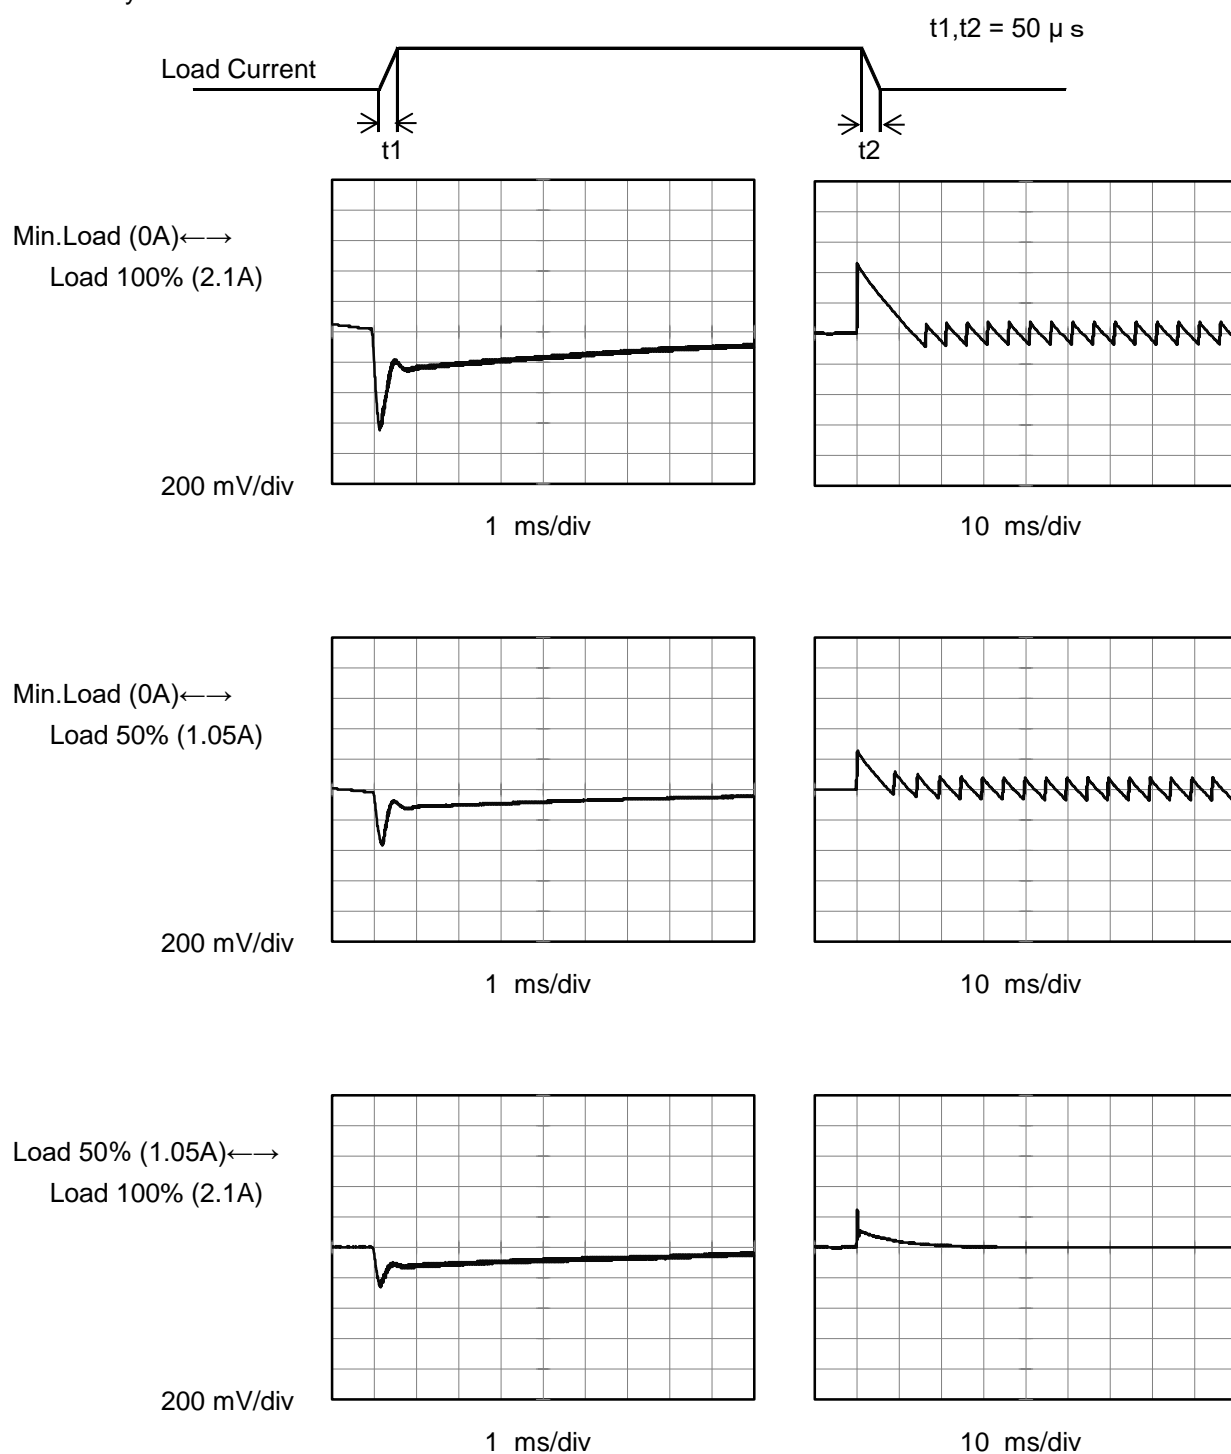 t1,t2 = 50 μ s
Load Current
t1
t2
Min.Load (0A)←→
Load 100% (2.1A)
200 mV/div
1 ms/div
10 ms/div
Min.Load (0A)←→
Load 50% (1.05A)
200 mV/div
1 ms/div
10 ms/div
Load 50% (1.05A)←→
Load 100% (2.1A)
200 mV/div
1 ms/div
10 ms/div